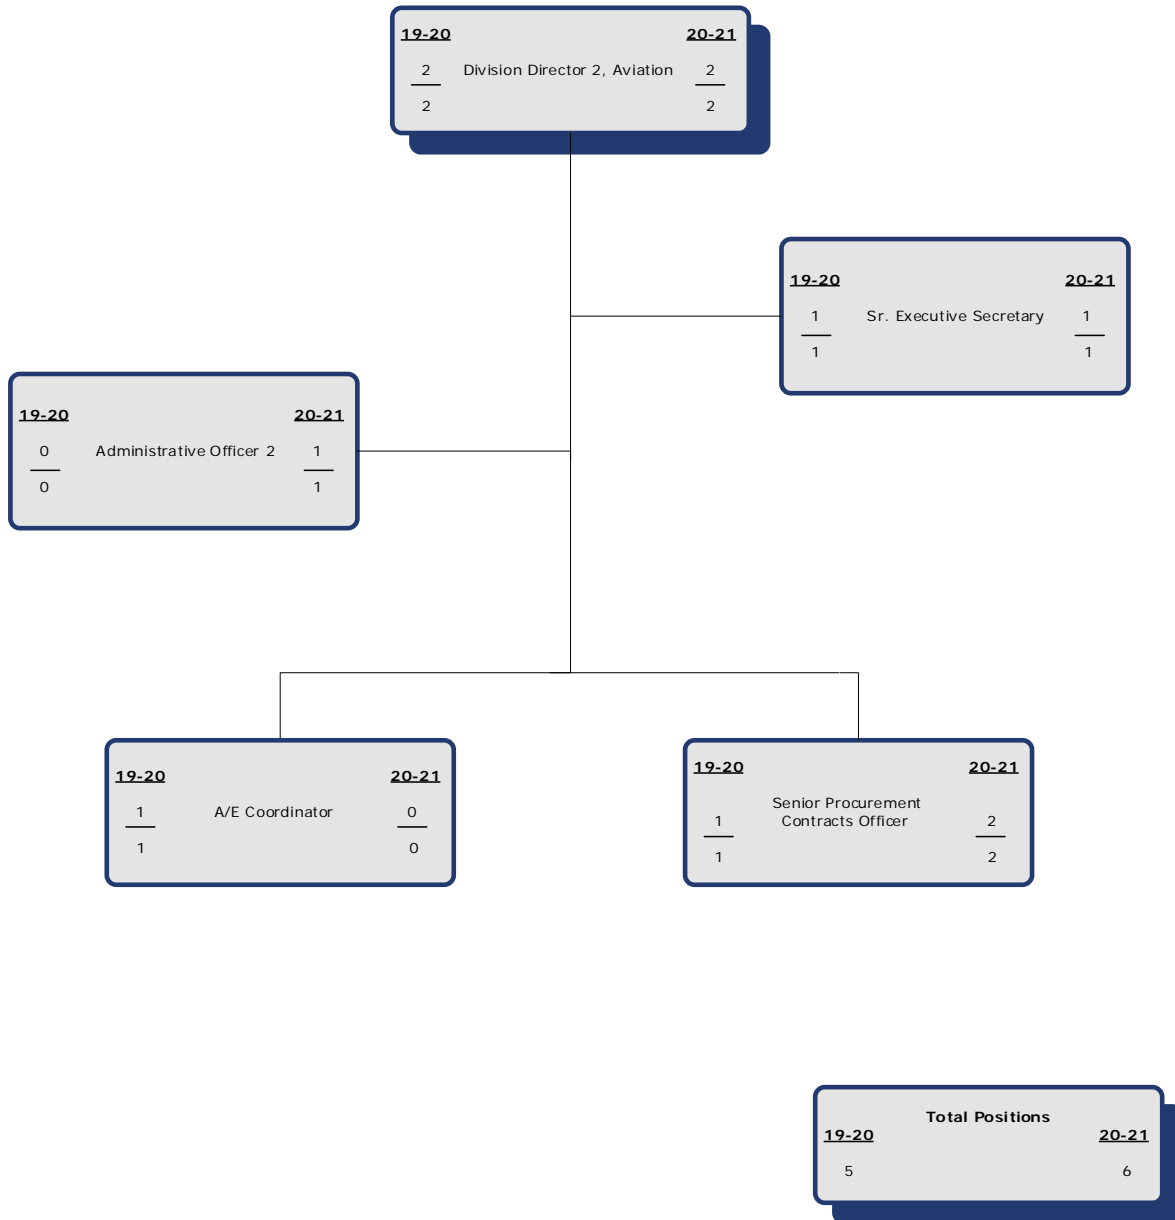 19-20 20-21
2 Division Director 2, Aviation 2
2 2
19-20 20-21
1 Sr. Executive Secretary 1
1 1
19-20 20-21
0 Administrative Officer 2 1
0 1
19-20 20-21
1 A/E Coordinator 0
1 0
19-20 20-21
Senior Procurement
1 Contracts Officer 2
1 2
Total Positions
19-20 20-21
5 6